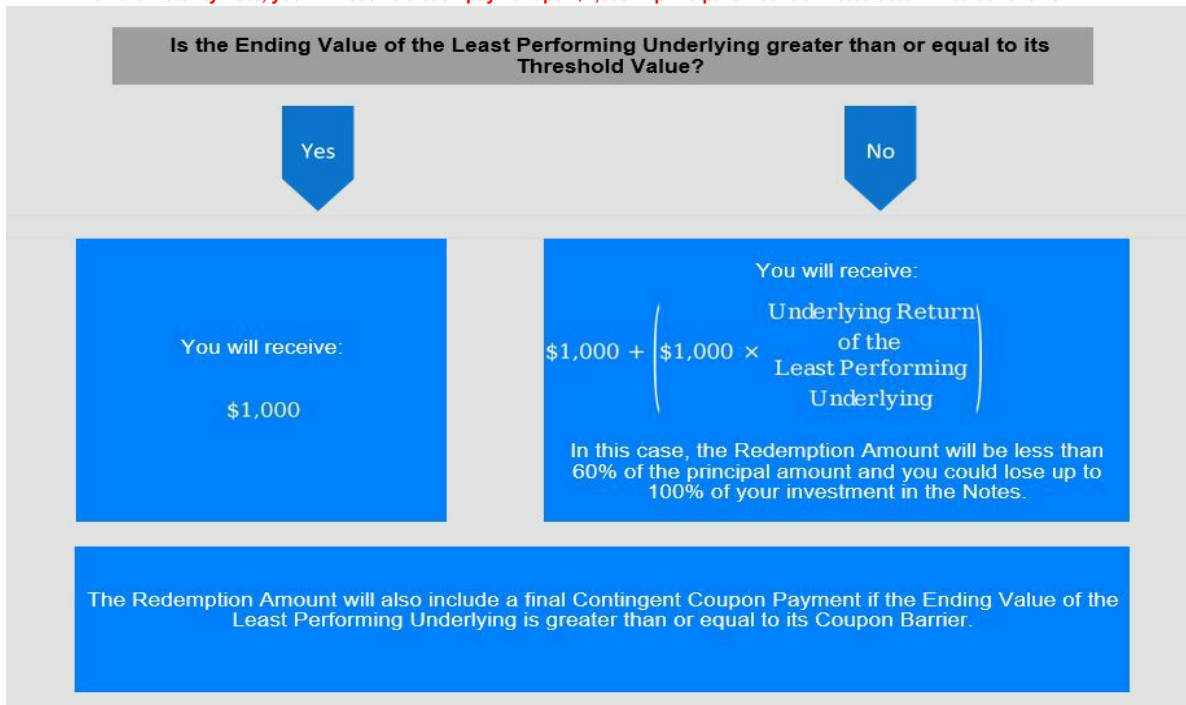 Is the Ending Value of the Least Performing Underlying greater than or equal to its
Threshold Value?
Yes
No
You will receive:
$1,000
You will receive:
$1,000 + ($1,000 × Underlying Return
of the
Least Performing
Underlying)
In this case, the Redemption Amount will be less than
60% of the principal amount and you could lose up to
100% of your investment in the Notes.
The Redemption Amount will also include a final Contingent Coupon Payment if the Ending Value of the
Least Performing Underlying is greater than or equal to its Coupon Barrier.